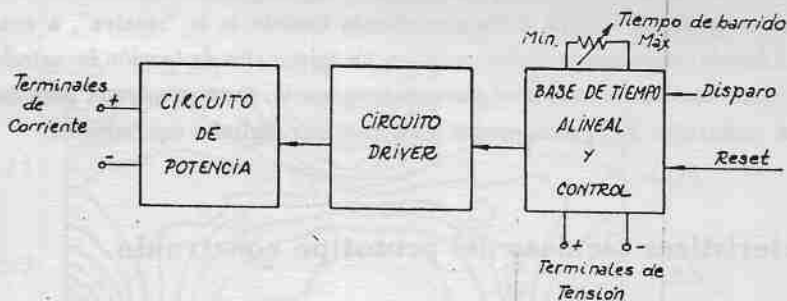 Tiempo de barrido
Min. Máx
Terminales
de
Corriente
+
-
CIRCUITO
DE
POTENCIA
CIRCUITO
DRIVER
BASE DE TIEMPO
ALINEAL
Y
CONTROL
Disparo
Reset
+ -
Terminales de
Tensión